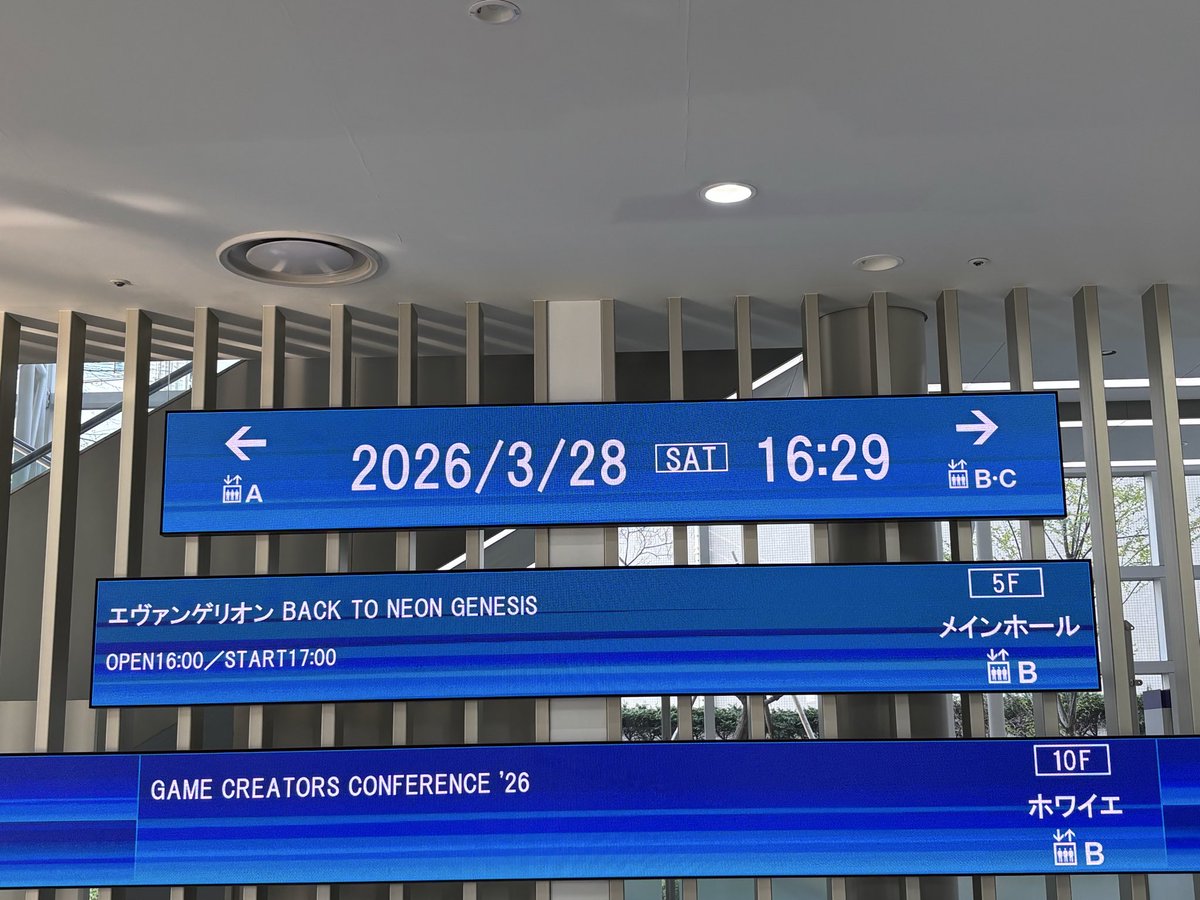 2026/3/28 SAT 16:29
A
B·C
エヴァンゲリオン BACK TO NEON GENESIS
OPEN16:00／START17:00
5F
メインホール
B
GAME CREATORS CONFERENCE '26
10F
ホワイエ
B